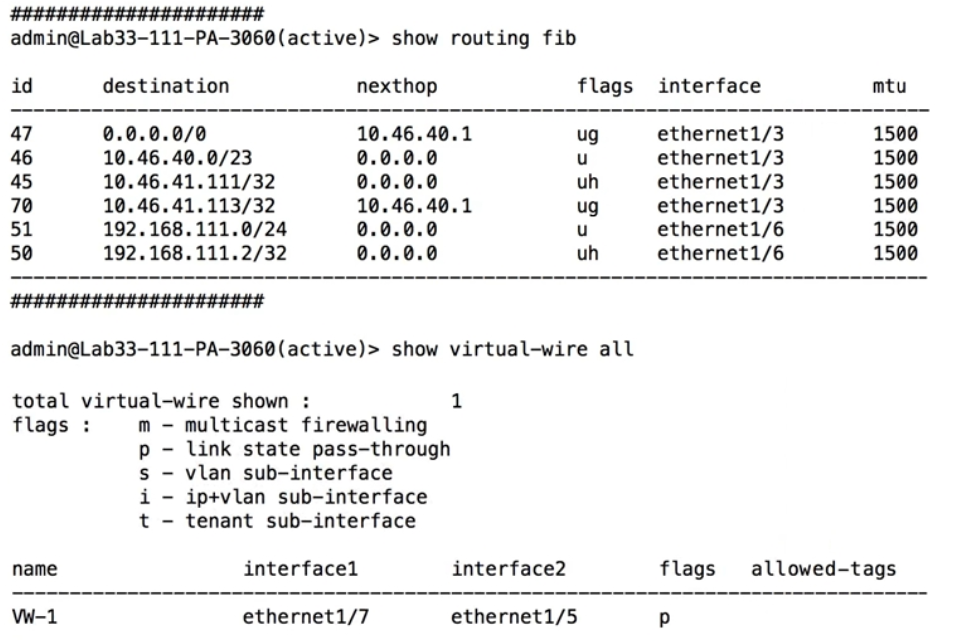 ######################
admin@Lab33-111-PA-3060(active)> show routing fib
id destination nexthop flags interface mtu
--------------------------------------------------------------------------------
47 0.0.0.0/0 10.46.40.1 ug ethernet1/3 1500
46 10.46.40.0/23 0.0.0.0 u ethernet1/3 1500
45 10.46.41.111/32 0.0.0.0 uh ethernet1/3 1500
70 10.46.41.113/32 10.46.40.1 ug ethernet1/3 1500
51 192.168.111.0/24 0.0.0.0 u ethernet1/6 1500
50 192.168.111.2/32 0.0.0.0 uh ethernet1/6 1500
--------------------------------------------------------------------------------
######################
admin@Lab33-111-PA-3060(active)> show virtual-wire all
total virtual-wire shown : 1
flags : m - multicast firewalling
p - link state pass-through
s - vlan sub-interface
i - ip+vlan sub-interface
t - tenant sub-interface
name interface1 interface2 flags allowed-tags
--------------------------------------------------------------------------------
VW-1 ethernet1/7 ethernet1/5 p